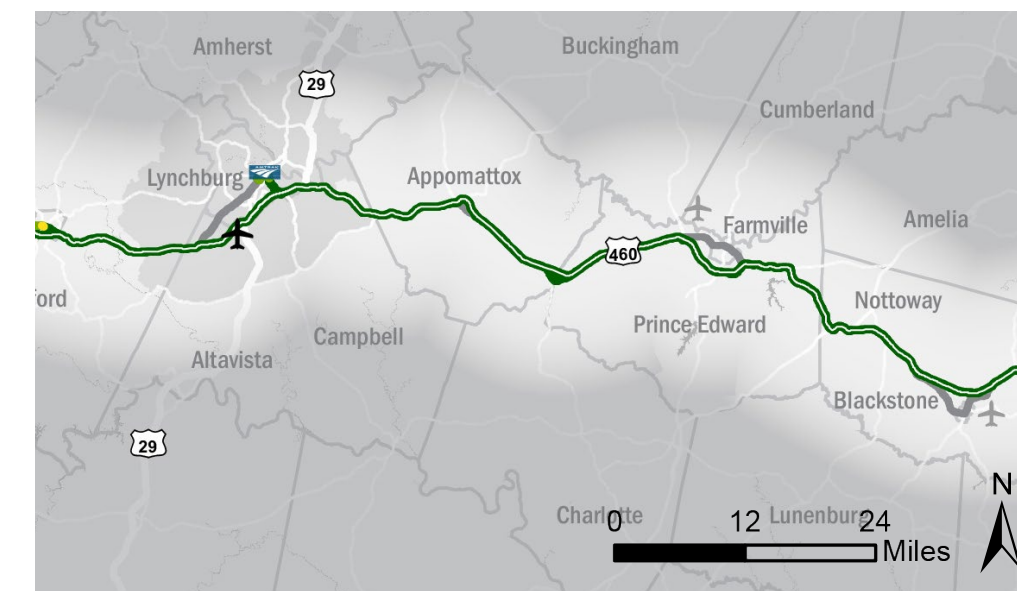 Amherst
Buckingham
29
Cumberland
AMTRAK
Lynchburg
Appomattox
Farmville
Amelia
460
ford
Nottoway
Prince Edward
Campbell
Altavista
Blackstone
29
N
Charlotte
Lunenburg
0 12 24
Miles